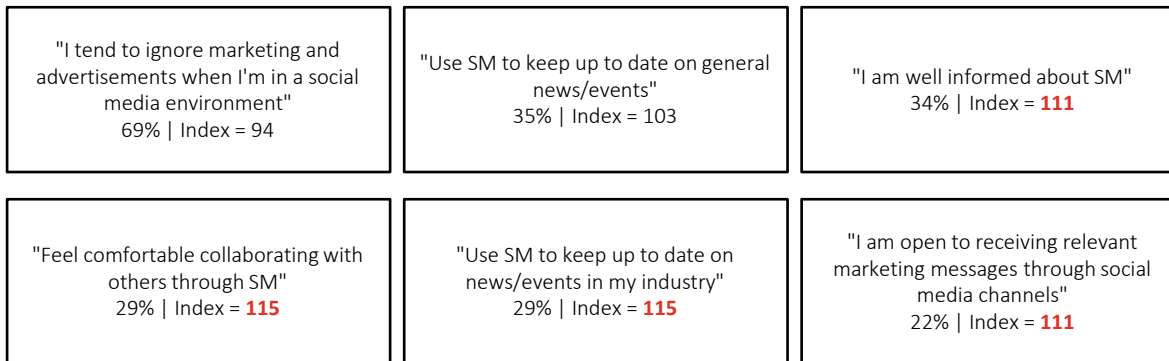 "I tend to ignore marketing and
advertisements when I'm in a social
media environment"
69% | Index = 94
"Use SM to keep up to date on general
news/events"
35% | Index = 103
"I am well informed about SM"
34% | Index = 111
"Feel comfortable collaborating with
others through SM"
29% | Index = 115
"Use SM to keep up to date on
news/events in my industry"
29% | Index = 115
"I am open to receiving relevant
marketing messages through social
media channels"
22% | Index = 111